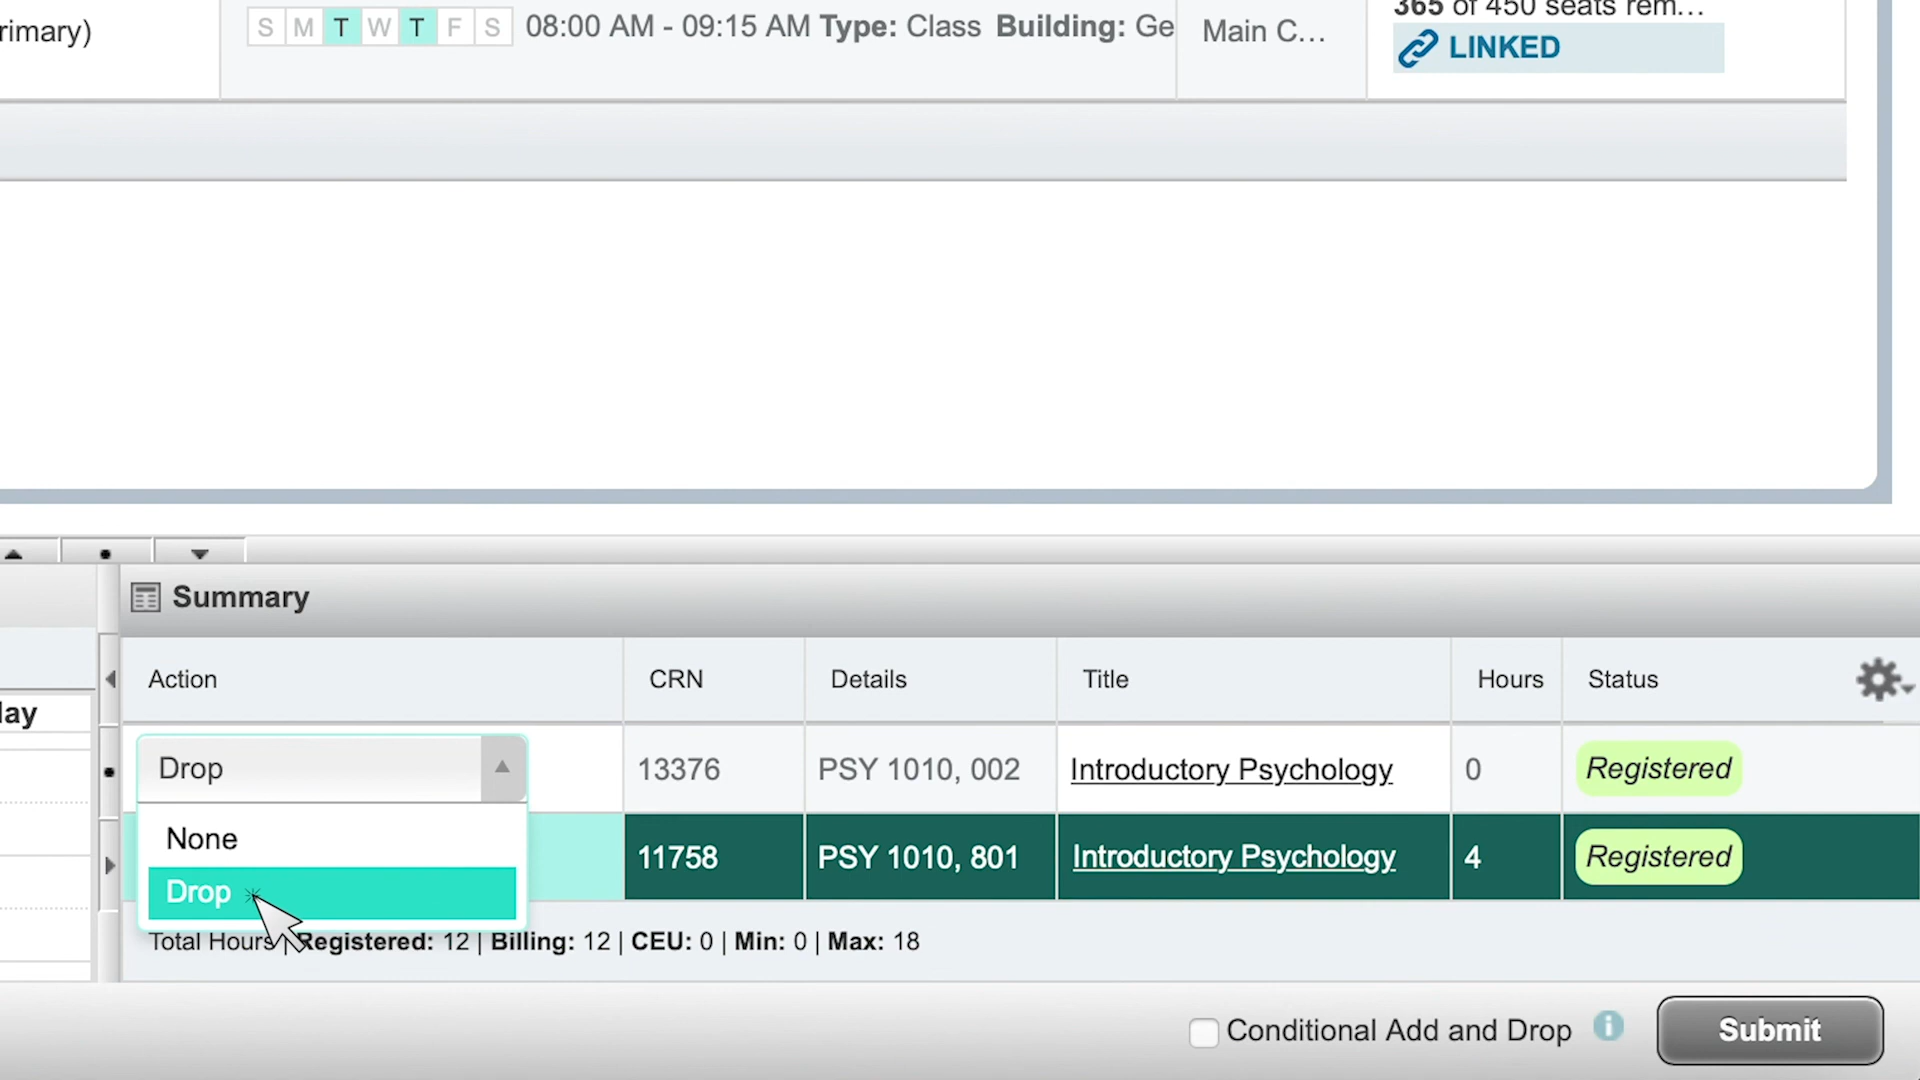 rimary)
S M T W T F S 08:00 AM - 09:15 AM Type: Class Building: Ge
Main C...
365 of 450 seats rem...
LINKED
lay
Summary
Action CRN Details Title Hours Status
Drop 13376 PSY 1010, 002 Introductory Psychology 0 Registered
None
Drop
11758 PSY 1010, 801 Introductory Psychology 4 Registered
Total Hours | Registered: 12 | Billing: 12 | CEU: 0 | Min: 0 | Max: 18
Conditional Add and Drop i Submit